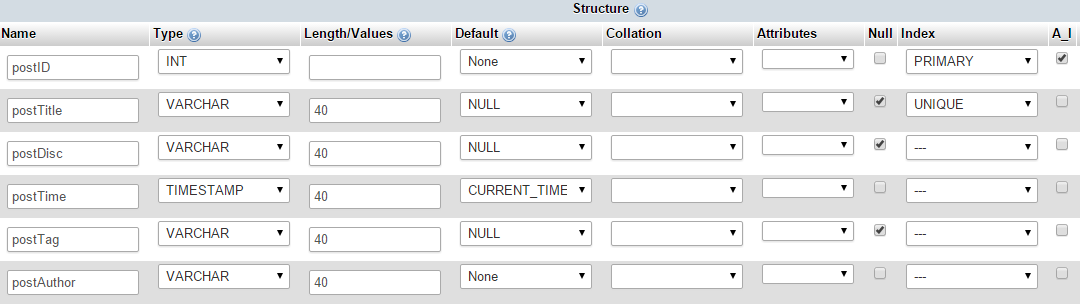 Structure
Name Type Length/Values Default Collation Attributes Null Index A_I
postID INT None PRIMARY
postTitle VARCHAR 40 NULL UNIQUE
postDisc VARCHAR 40 NULL ---
postTime TIMESTAMP 40 CURRENT_TIME ---
postTag VARCHAR 40 NULL ---
postAuthor VARCHAR 40 None ---